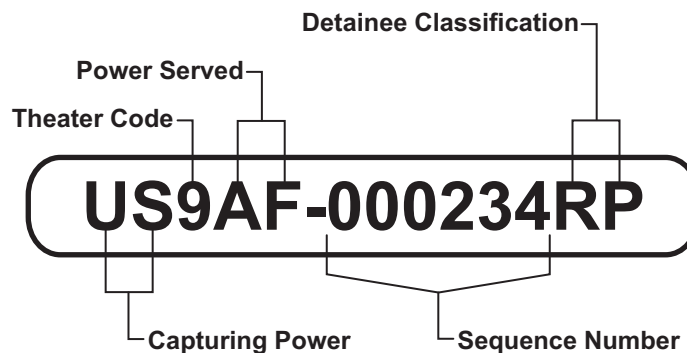 Detainee Classification
Power Served
Theater Code
US9AF-000234RP
Capturing Power
Sequence Number